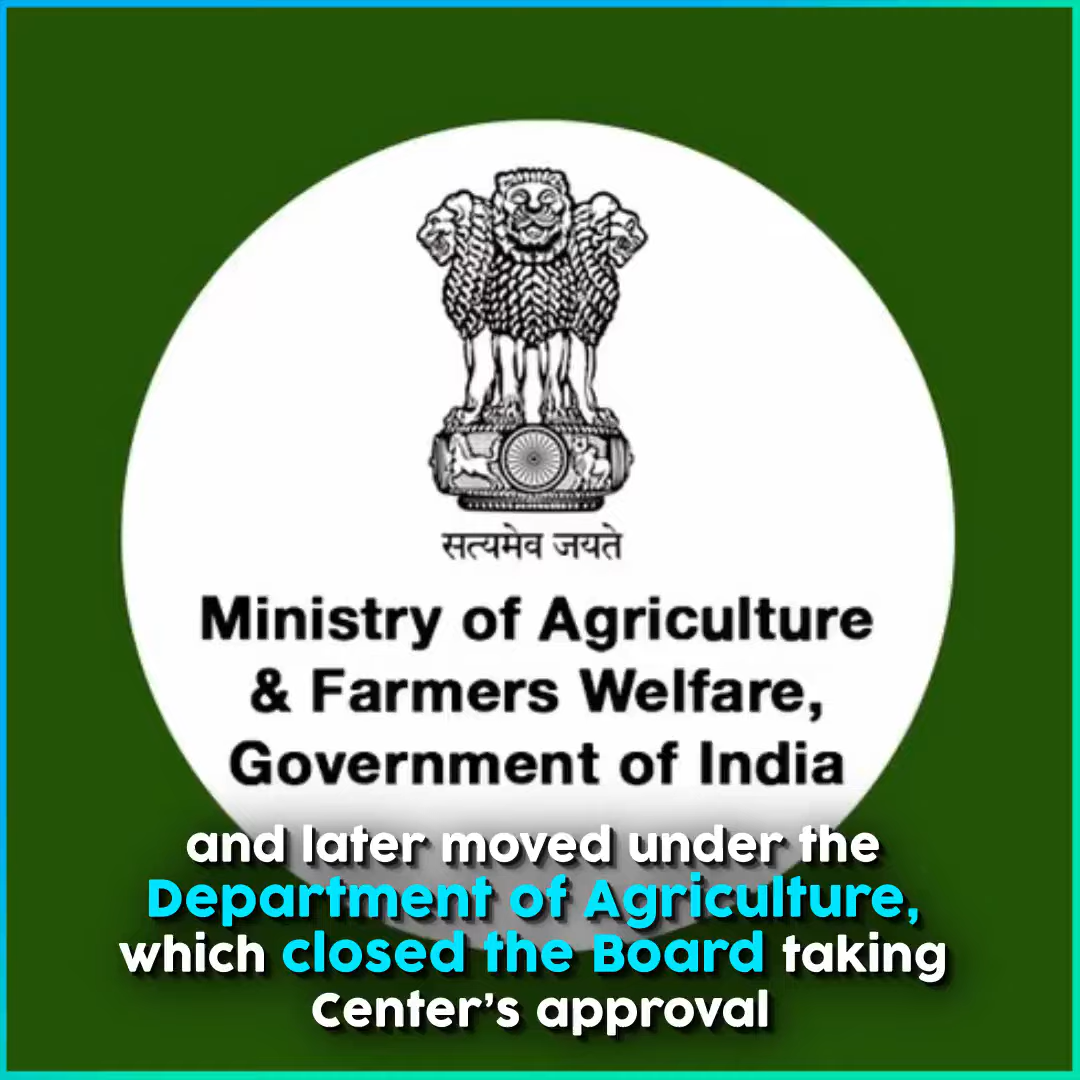 सत्यमेव जयते
Ministry of Agriculture
& Farmers Welfare,
Government of India
and later moved under the
Department of Agriculture,
which closed the Board taking
Center's approval